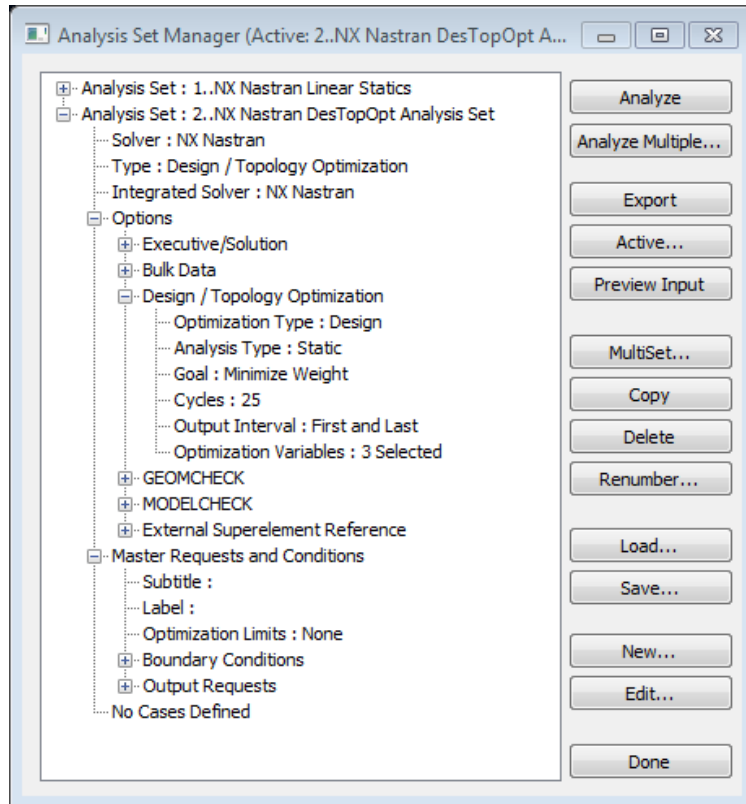 Analysis Set Manager (Active: 2..NX Nastran DesTopOpt A...
Analysis Set : 1..NX Nastran Linear Statics
Analysis Set : 2..NX Nastran DesTopOpt Analysis Set
Solver : NX Nastran
Type : Design / Topology Optimization
Integrated Solver : NX Nastran
Options
Executive/Solution
Bulk Data
Design / Topology Optimization
Optimization Type : Design
Analysis Type : Static
Goal : Minimize Weight
Cycles : 25
Output Interval : First and Last
Optimization Variables : 3 Selected
GEOMCHECK
MODELCHECK
External Superelement Reference
Master Requests and Conditions
Subtitle :
Label :
Optimization Limits : None
Boundary Conditions
Output Requests
No Cases Defined
Analyze
Analyze Multiple...
Export
Active...
Preview Input
MultiSet...
Copy
Delete
Renumber...
Load...
Save...
New...
Edit...
Done